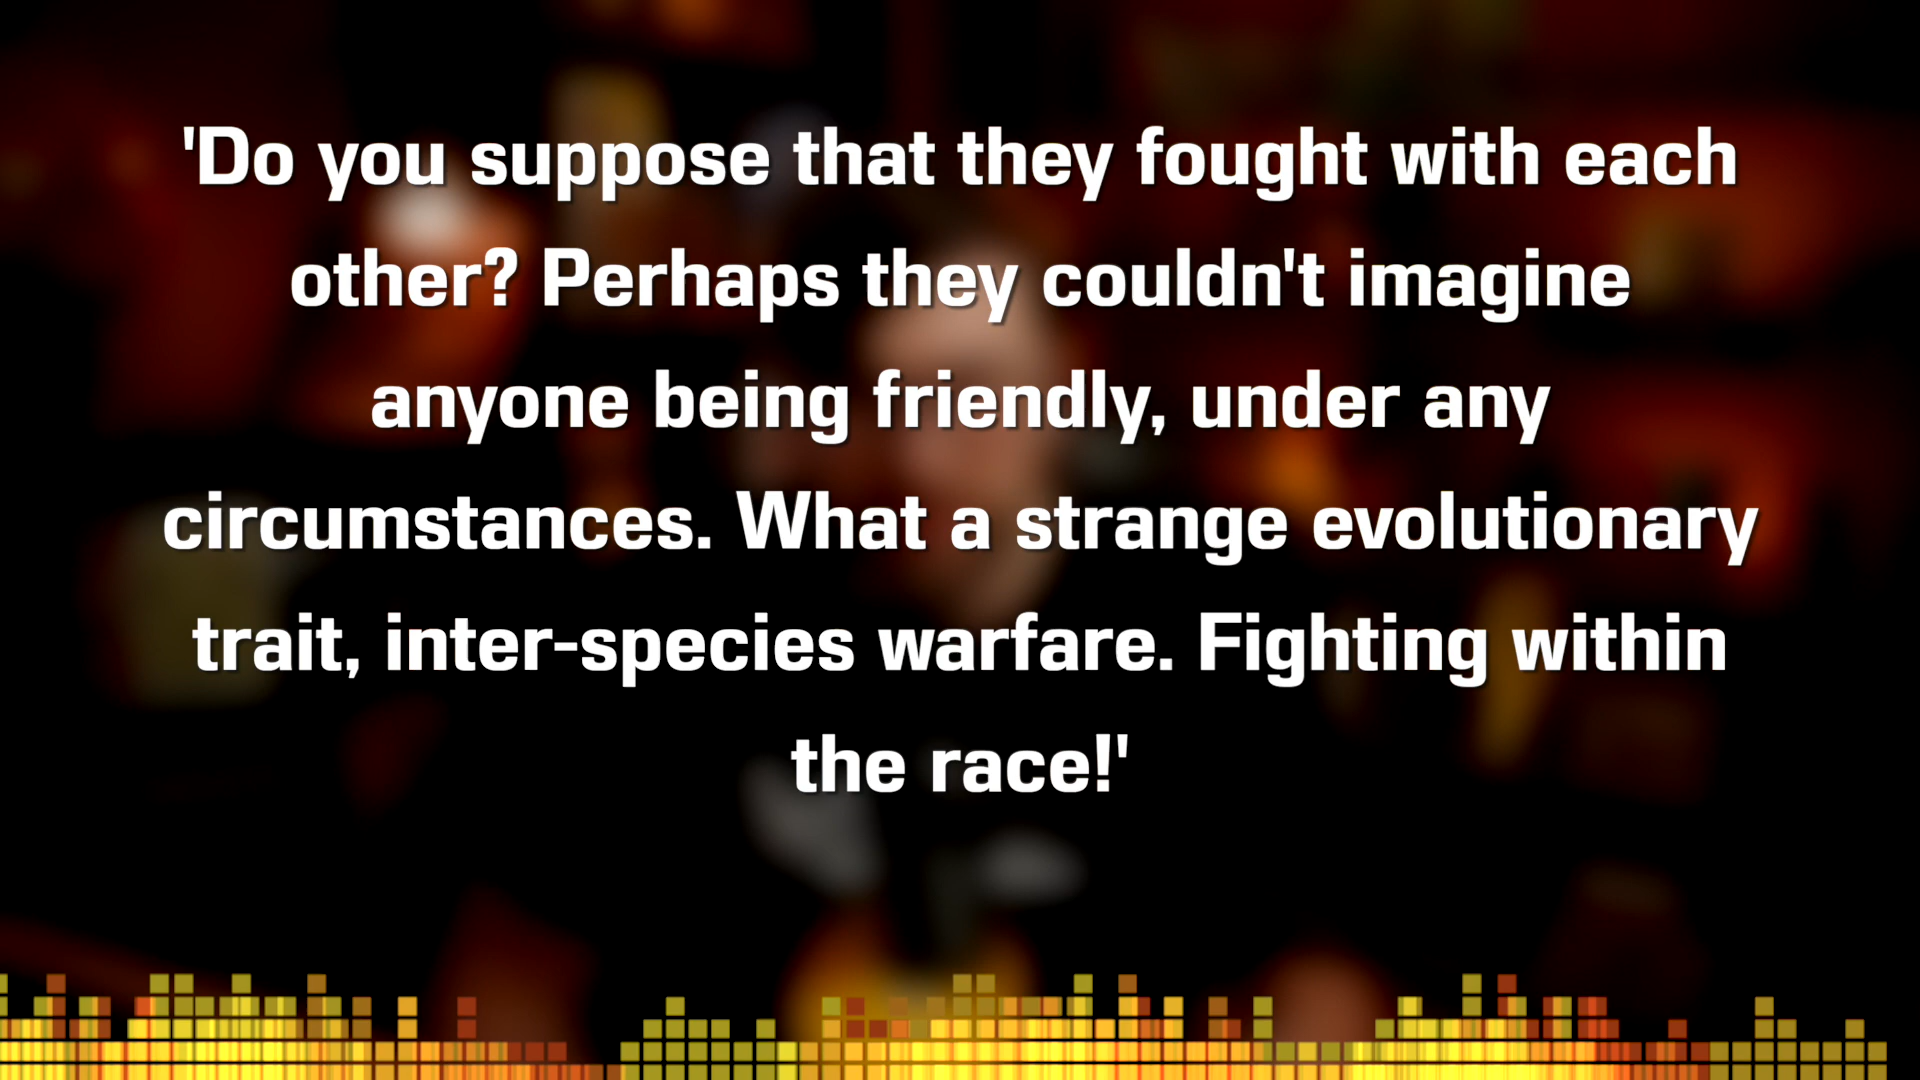 'Do you suppose that they fought with each
other? Perhaps they couldn't imagine
anyone being friendly, under any
circumstances. What a strange evolutionary
trait, inter-species warfare. Fighting within
the race!'